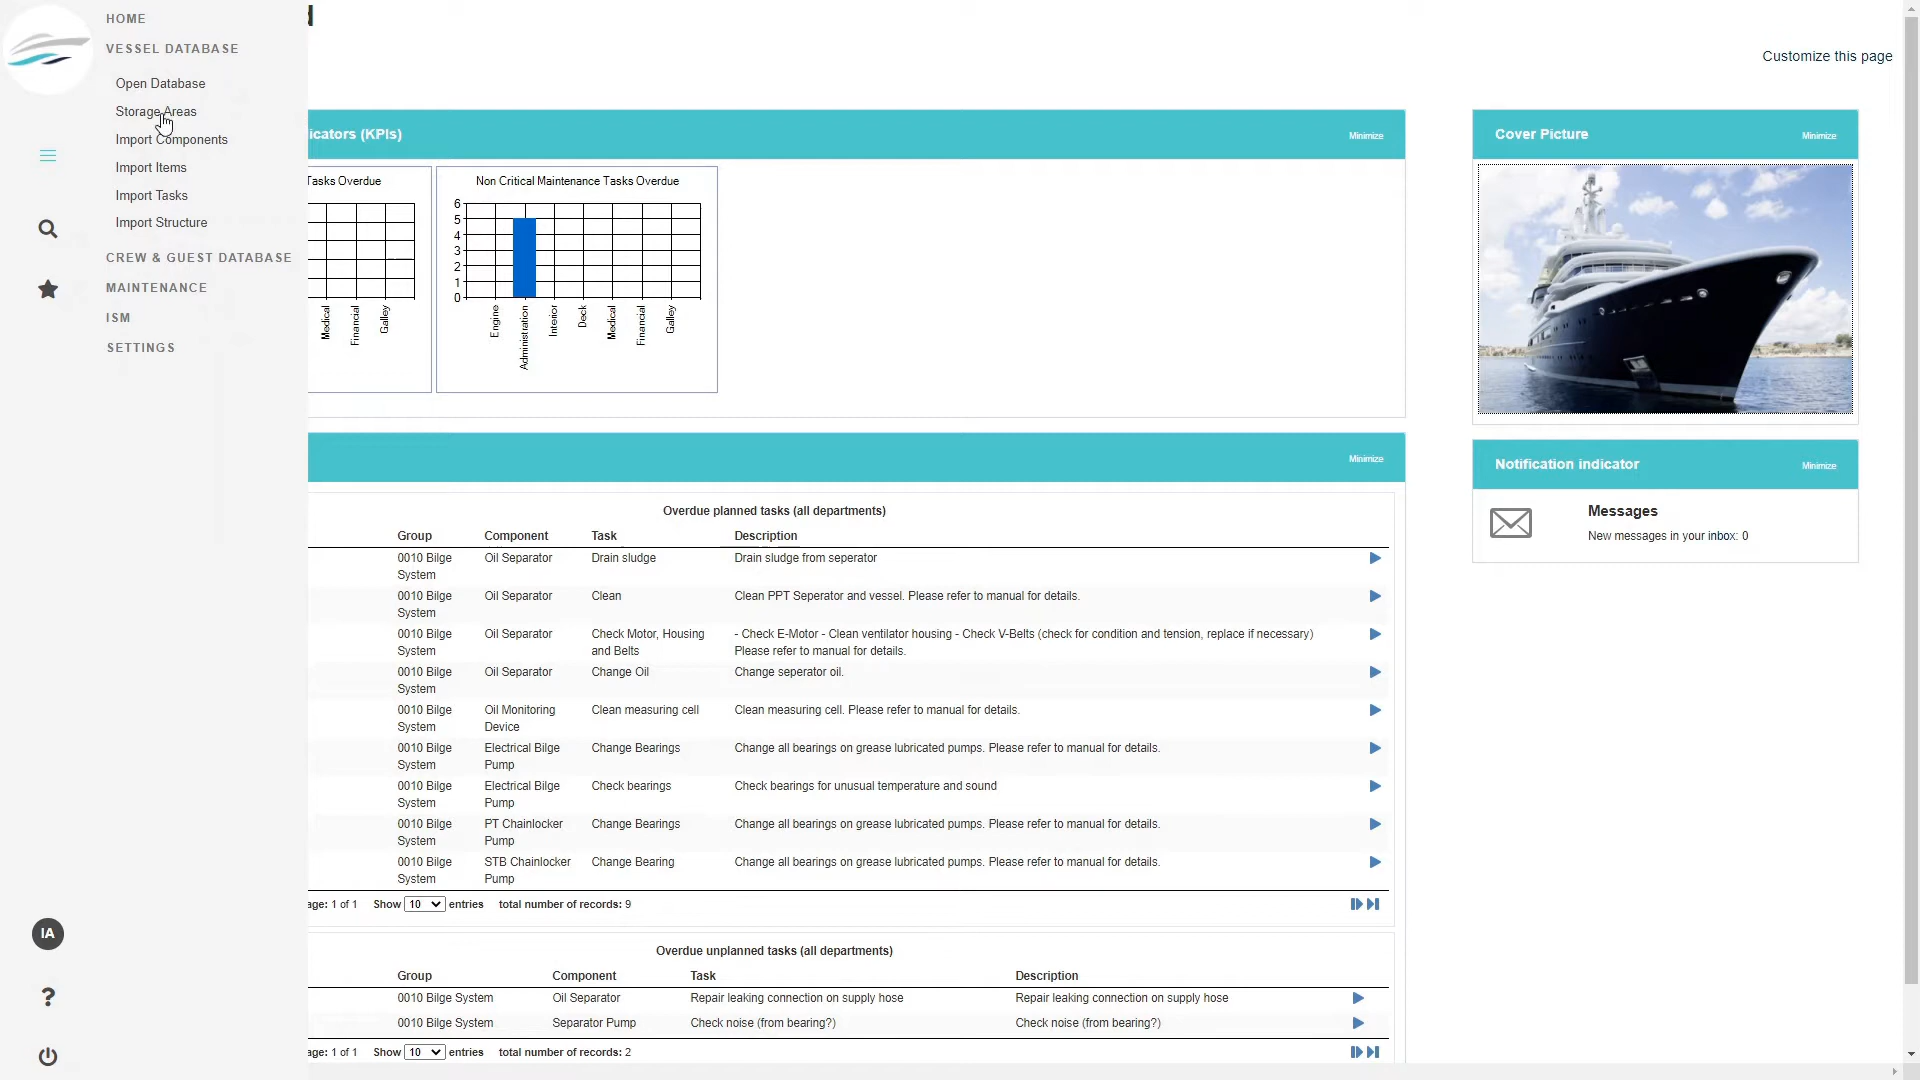 HOME
VESSEL DATABASE
Open Database
Storage Areas
Import Components
Import Items
Import Tasks
Import Structure
CREW & GUEST DATABASE
MAINTENANCE
ISM
SETTINGS
IA
?
d
Customize this page
icators (KPIs)
Minimize
Tasks Overdue
Medical
Financial
Galley
Non Critical Maintenance Tasks Overdue
6
5
4
3
2
1
0
Engine
Administration
Interior
Deck
Medical
Financial
Galley
Cover Picture
Minimize
Notification indicator
Minimize
Messages
New messages in your inbox: 0
Minimize
Overdue planned tasks (all departments)
Group Component Task Description
0010 Bilge System Oil Separator Drain sludge Drain sludge from seperator
0010 Bilge System Oil Separator Clean Clean PPT Seperator and vessel. Please refer to manual for details.
0010 Bilge System Oil Separator Check Motor, Housing and Belts - Check E-Motor - Clean ventilator housing - Check V-Belts (check for condition and tension, replace if necessary) Please refer to manual for details.
0010 Bilge System Oil Separator Change Oil Change seperator oil.
0010 Bilge System Oil Monitoring Device Clean measuring cell Clean measuring cell. Please refer to manual for details.
0010 Bilge System Electrical Bilge Pump Change Bearings Change all bearings on grease lubricated pumps. Please refer to manual for details.
0010 Bilge System Electrical Bilge Pump Check bearings Check bearings for unusual temperature and sound
0010 Bilge System PT Chainlocker Pump Change Bearings Change all bearings on grease lubricated pumps. Please refer to manual for details.
0010 Bilge System STB Chainlocker Pump Change Bearing Change all bearings on grease lubricated pumps. Please refer to manual for details.
age: 1 of 1 Show 10 entries total number of records: 9
Overdue unplanned tasks (all departments)
Group Component Task Description
0010 Bilge System Oil Separator Repair leaking connection on supply hose Repair leaking connection on supply hose
0010 Bilge System Separator Pump Check noise (from bearing?) Check noise (from bearing?)
age: 1 of 1 Show 10 entries total number of records: 2